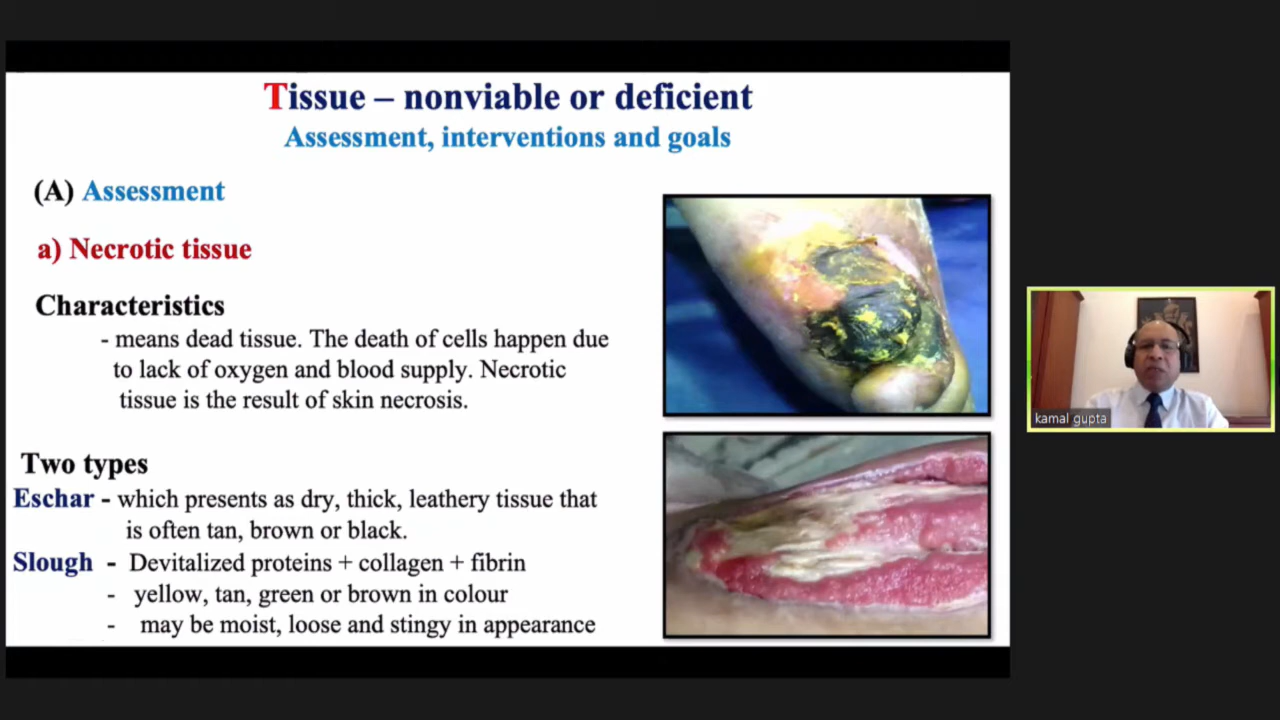 Tissue – nonviable or deficient
Assessment, interventions and goals
(A) Assessment
a) Necrotic tissue
Characteristics
- means dead tissue. The death of cells happen due
to lack of oxygen and blood supply. Necrotic
tissue is the result of skin necrosis.
Two types
Eschar - which presents as dry, thick, leathery tissue that
is often tan, brown or black.
Slough - Devitalized proteins + collagen + fibrin
- yellow, tan, green or brown in colour
- may be moist, loose and stingy in appearance
kamal gupta